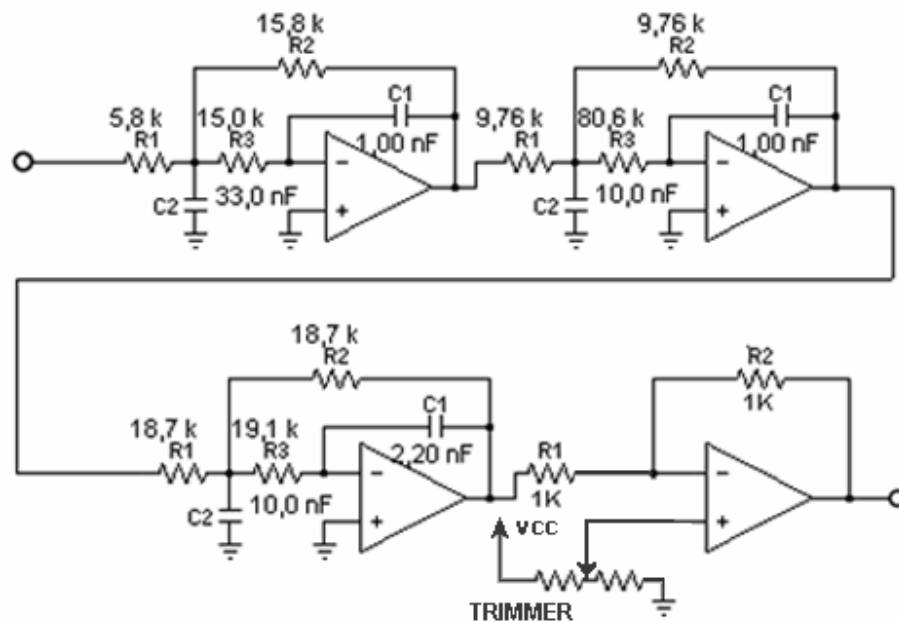 15,8 k
R2
9,76 k
R2
C1
C1
5,8 k
15,0k
1,00 nF
9,76 k
80,6 k
1,00 nF
R1
R3
R1
R3
C2
33,0 nF
C2
10,0 nF
18,7 k
R2
R2
1K
C1
18,7 k
19,1 k
2,20 nF
R1
R1
R3
1K
C2
10,0 nF
VCC
TRIMMER